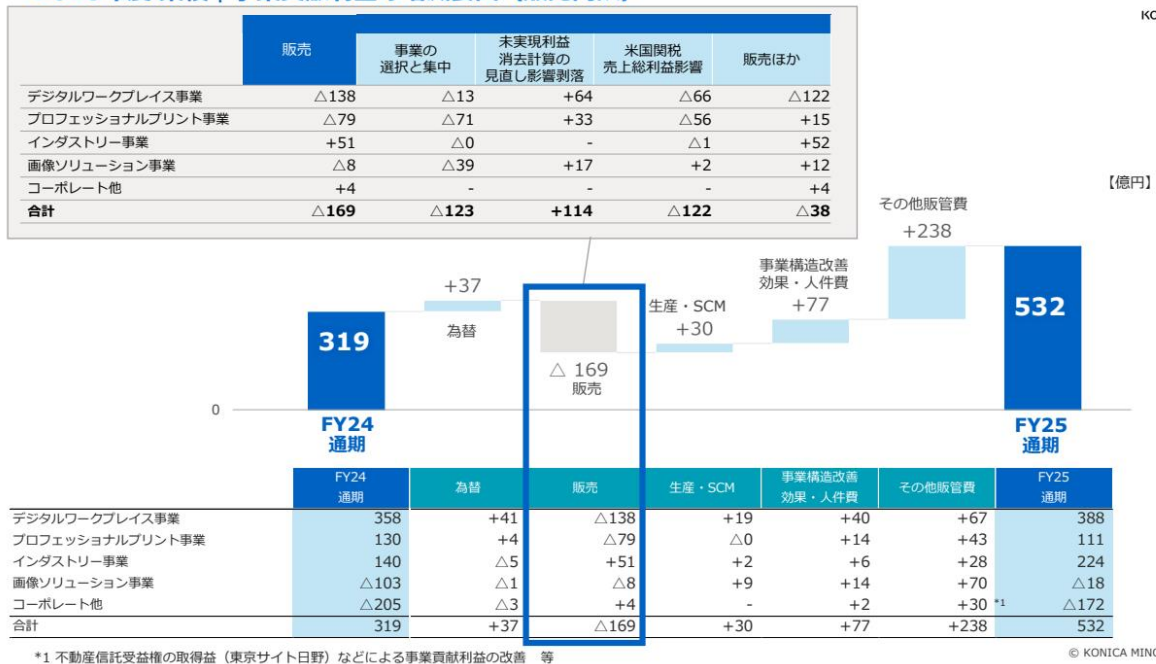 KO
販売 事業の選択と集中 未実現利益消去計算の見直し影響剥落 米国関税売上総利益影響 販売ほか
デジタルワークプレイス事業 △138 △13 +64 △66 △122
プロフェッショナルプリント事業 △79 △71 +33 △56 +15
インダストリー事業 +51 △0 - △1 +52
画像ソリューション事業 △8 △39 +17 +2 +12
コーポレート他 +4 - - - +4
合計 △169 △123 +114 △122 △38
【億円】
319
+37
為替
△ 169
販売
生産・SCM
+30
事業構造改善
効果・人件費
+77
その他販管費
+238
532
0
FY24
通期
FY25
通期
FY24通期 為替 販売 生産・SCM 事業構造改善効果・人件費 その他販管費 FY25通期
デジタルワークプレイス事業 358 +41 △138 +19 +40 +67 388
プロフェッショナルプリント事業 130 +4 △79 △0 +14 +43 111
インダストリー事業 140 △5 +51 +2 +6 +28 224
画像ソリューション事業 △103 △1 △8 +9 +14 +70 △18
コーポレート他 △205 △3 +4 - +2 +30 *1 △172
合計 319 +37 △169 +30 +77 +238 532
*1 不動産信託受益権の取得益（東京サイト日野）などによる事業貢献利益の改善 等
© KONICA MINO